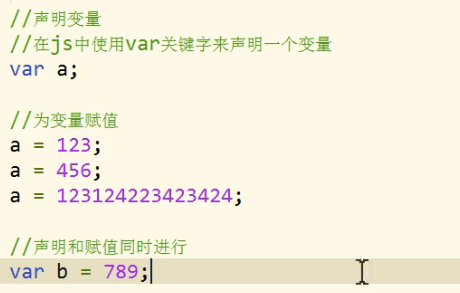 //声明变量
//在js中使用var关键字来声明一个变量
var a;
//为变量赋值
a = 123;
a = 456;
a = 123124223423424;
//声明和赋值同时进行
var b = 789;